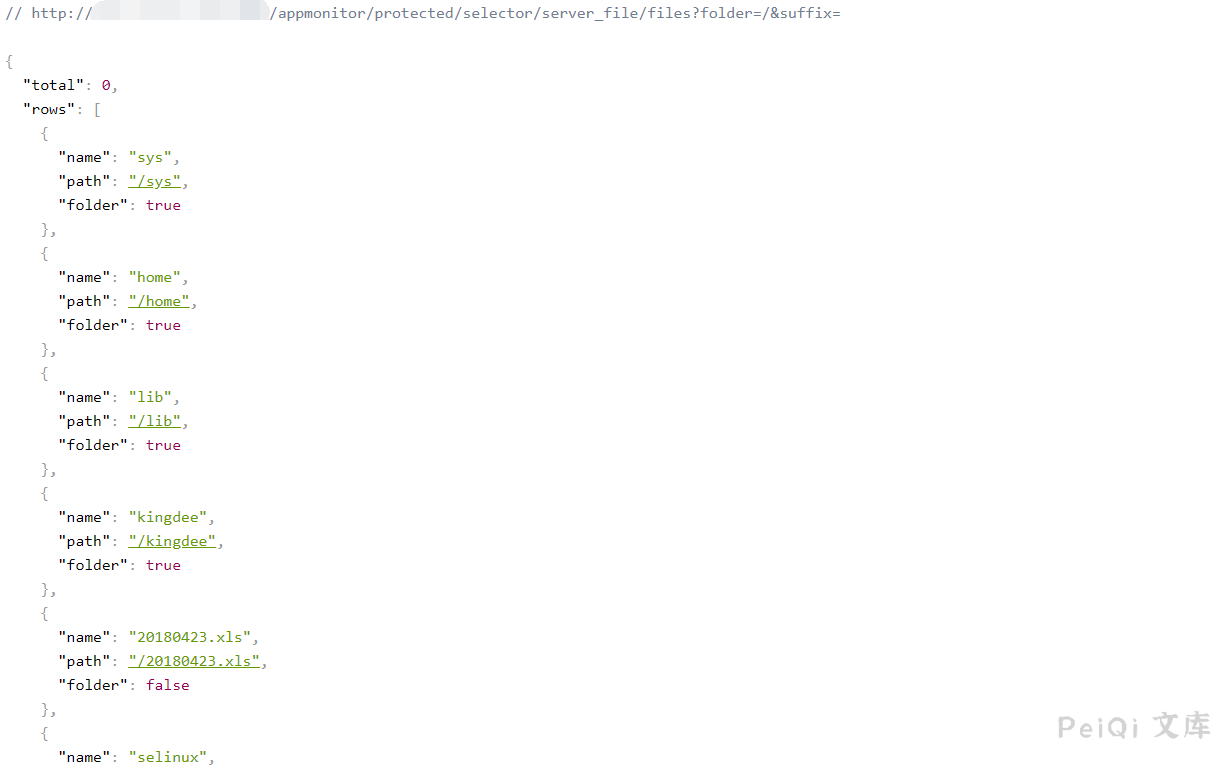 // http:// /appmonitor/protected/selector/server_file/files?folder=/&suffix=
{
  "total": 0,
  "rows": [
    {
      "name": "sys",
      "path": "/sys",
      "folder": true
    },
    {
      "name": "home",
      "path": "/home",
      "folder": true
    },
    {
      "name": "lib",
      "path": "/lib",
      "folder": true
    },
    {
      "name": "kingdee",
      "path": "/kingdee",
      "folder": true
    },
    {
      "name": "20180423.xls",
      "path": "/20180423.xls",
      "folder": false
    },
    {
      "name": "selinux",
PeiQi 文库